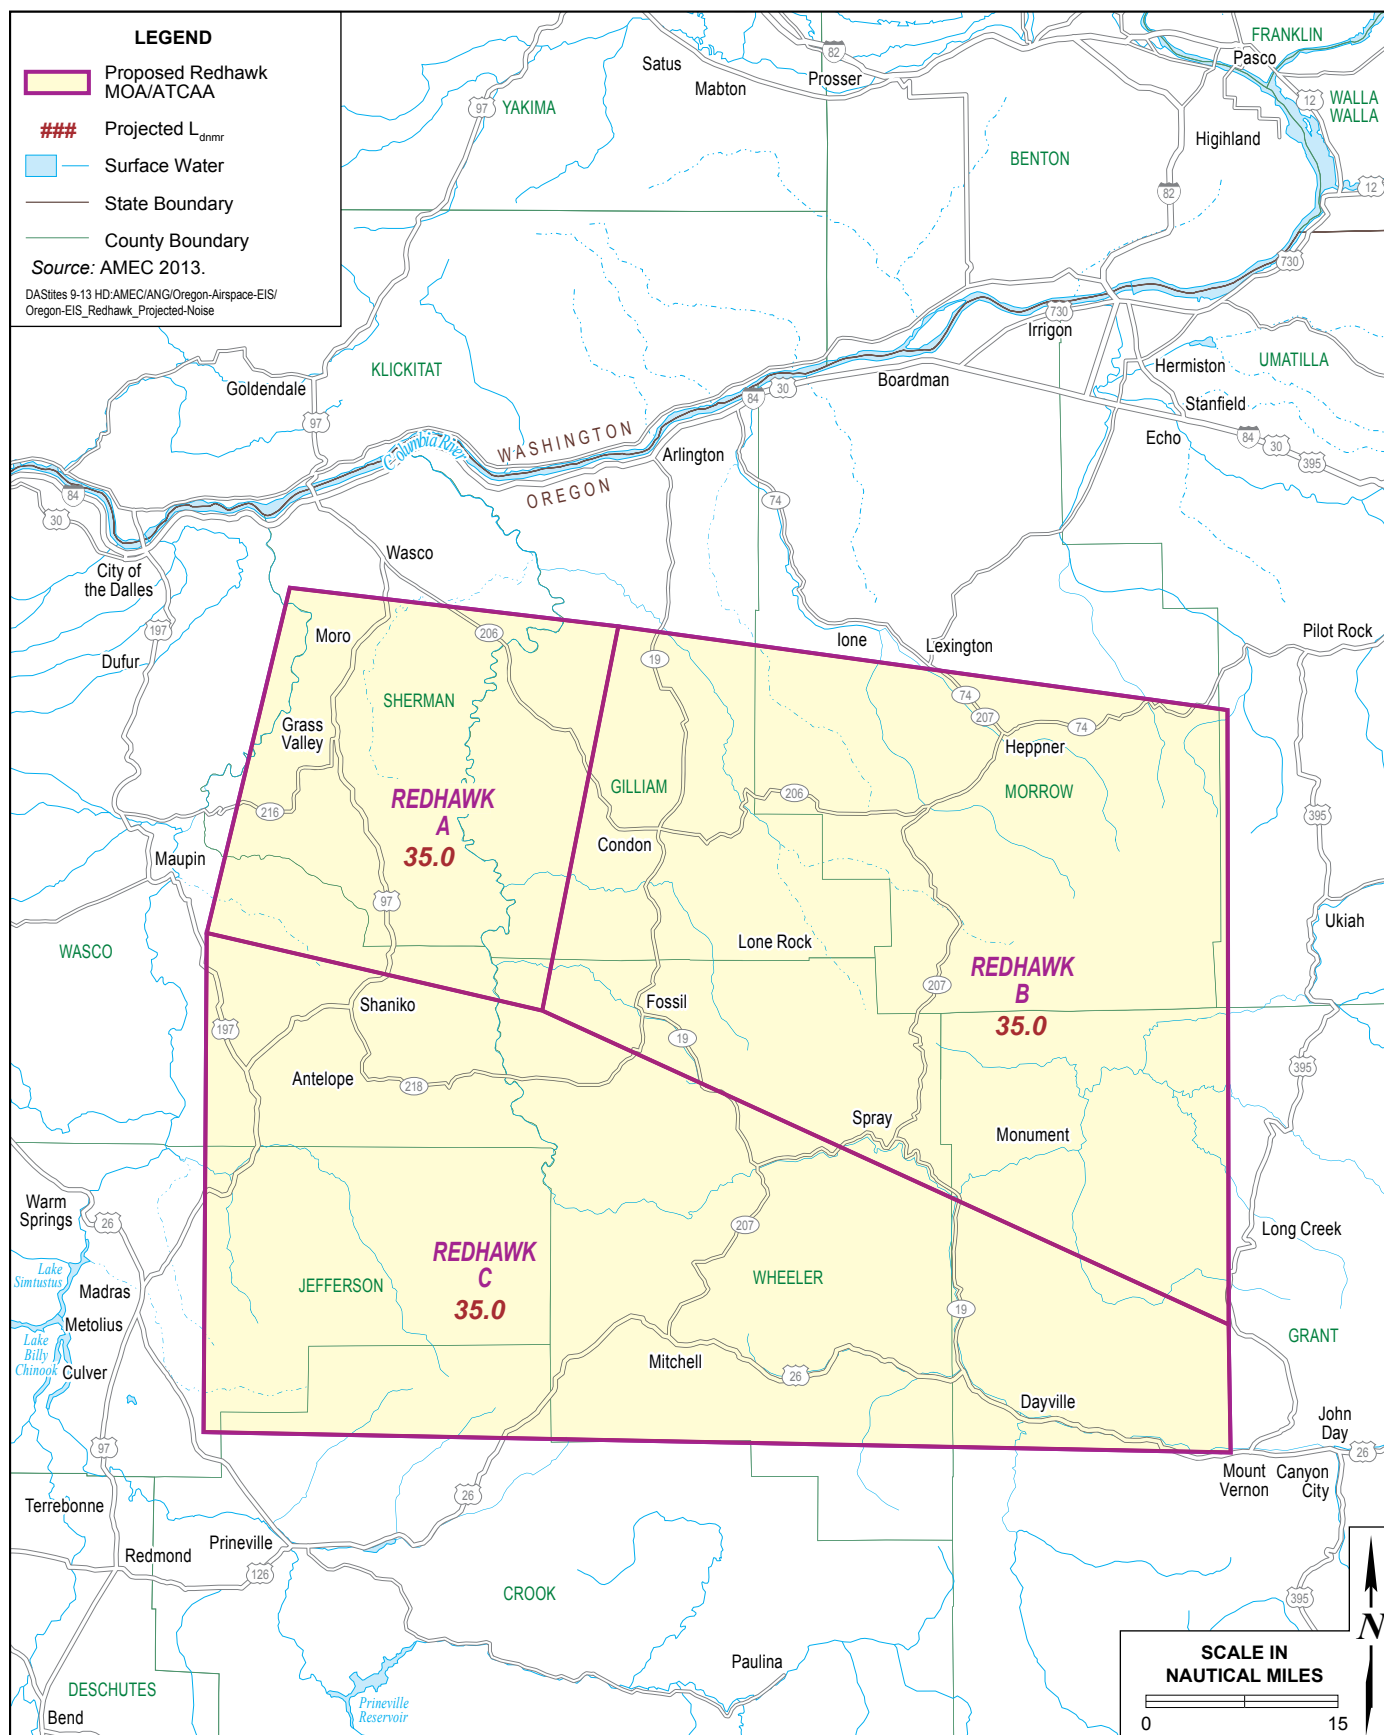 LEGEND
Proposed Redhawk
MOA/ATCAA
### Projected Ldnmr
Surface Water
State Boundary
County Boundary
Source: AMEC 2013.
DAStites 9-13 HD:AMEC/ANG/Oregon-Airspace-EIS/
Oregon-EIS_Redhawk_Projected-Noise
FRANKLIN
Pasco
82
Satus
Mabton
Prosser
97
YAKIMA
12
WALLA
WALLA
Highland
BENTON
82
12
730
730
Irrigon
KLICKITAT
Goldendale
Hermiston
UMATILLA
Boardman
30
84
97
Stanfield
Echo
84
30
395
WASHINGTON
Columbia River
Arlington
OREGON
84
30
74
Wasco
City of
the Dalles
197
Dufur
Moro
206
19
Ione
Lexington
Pilot Rock
SHERMAN
74
207
74
Grass
Valley
Heppner
GILLIAM
MORROW
206
REDHAWK
A
35.0
216
395
Condon
Maupin
97
Ukiah
WASCO
Lone Rock
REDHAWK
B
35.0
207
Shaniko
Fossil
197
19
395
Antelope
218
Spray
Monument
Warm
Springs
26
207
Long Creek
REDHAWK
C
35.0
Lake
Simtustus
JEFFERSON
WHEELER
Madras
19
Metolius
GRANT
Lake
Billy
Chinook
Culver
Mitchell
26
Dayville
John
Day
97
26
Mount
Vernon
Canyon
City
26
Terrebonne
Prineville
Redmond
126
CROOK
395
N
Paulina
SCALE IN
NAUTICAL MILES
0 15
DESCHUTES
Bend
Prineville
Reservoir